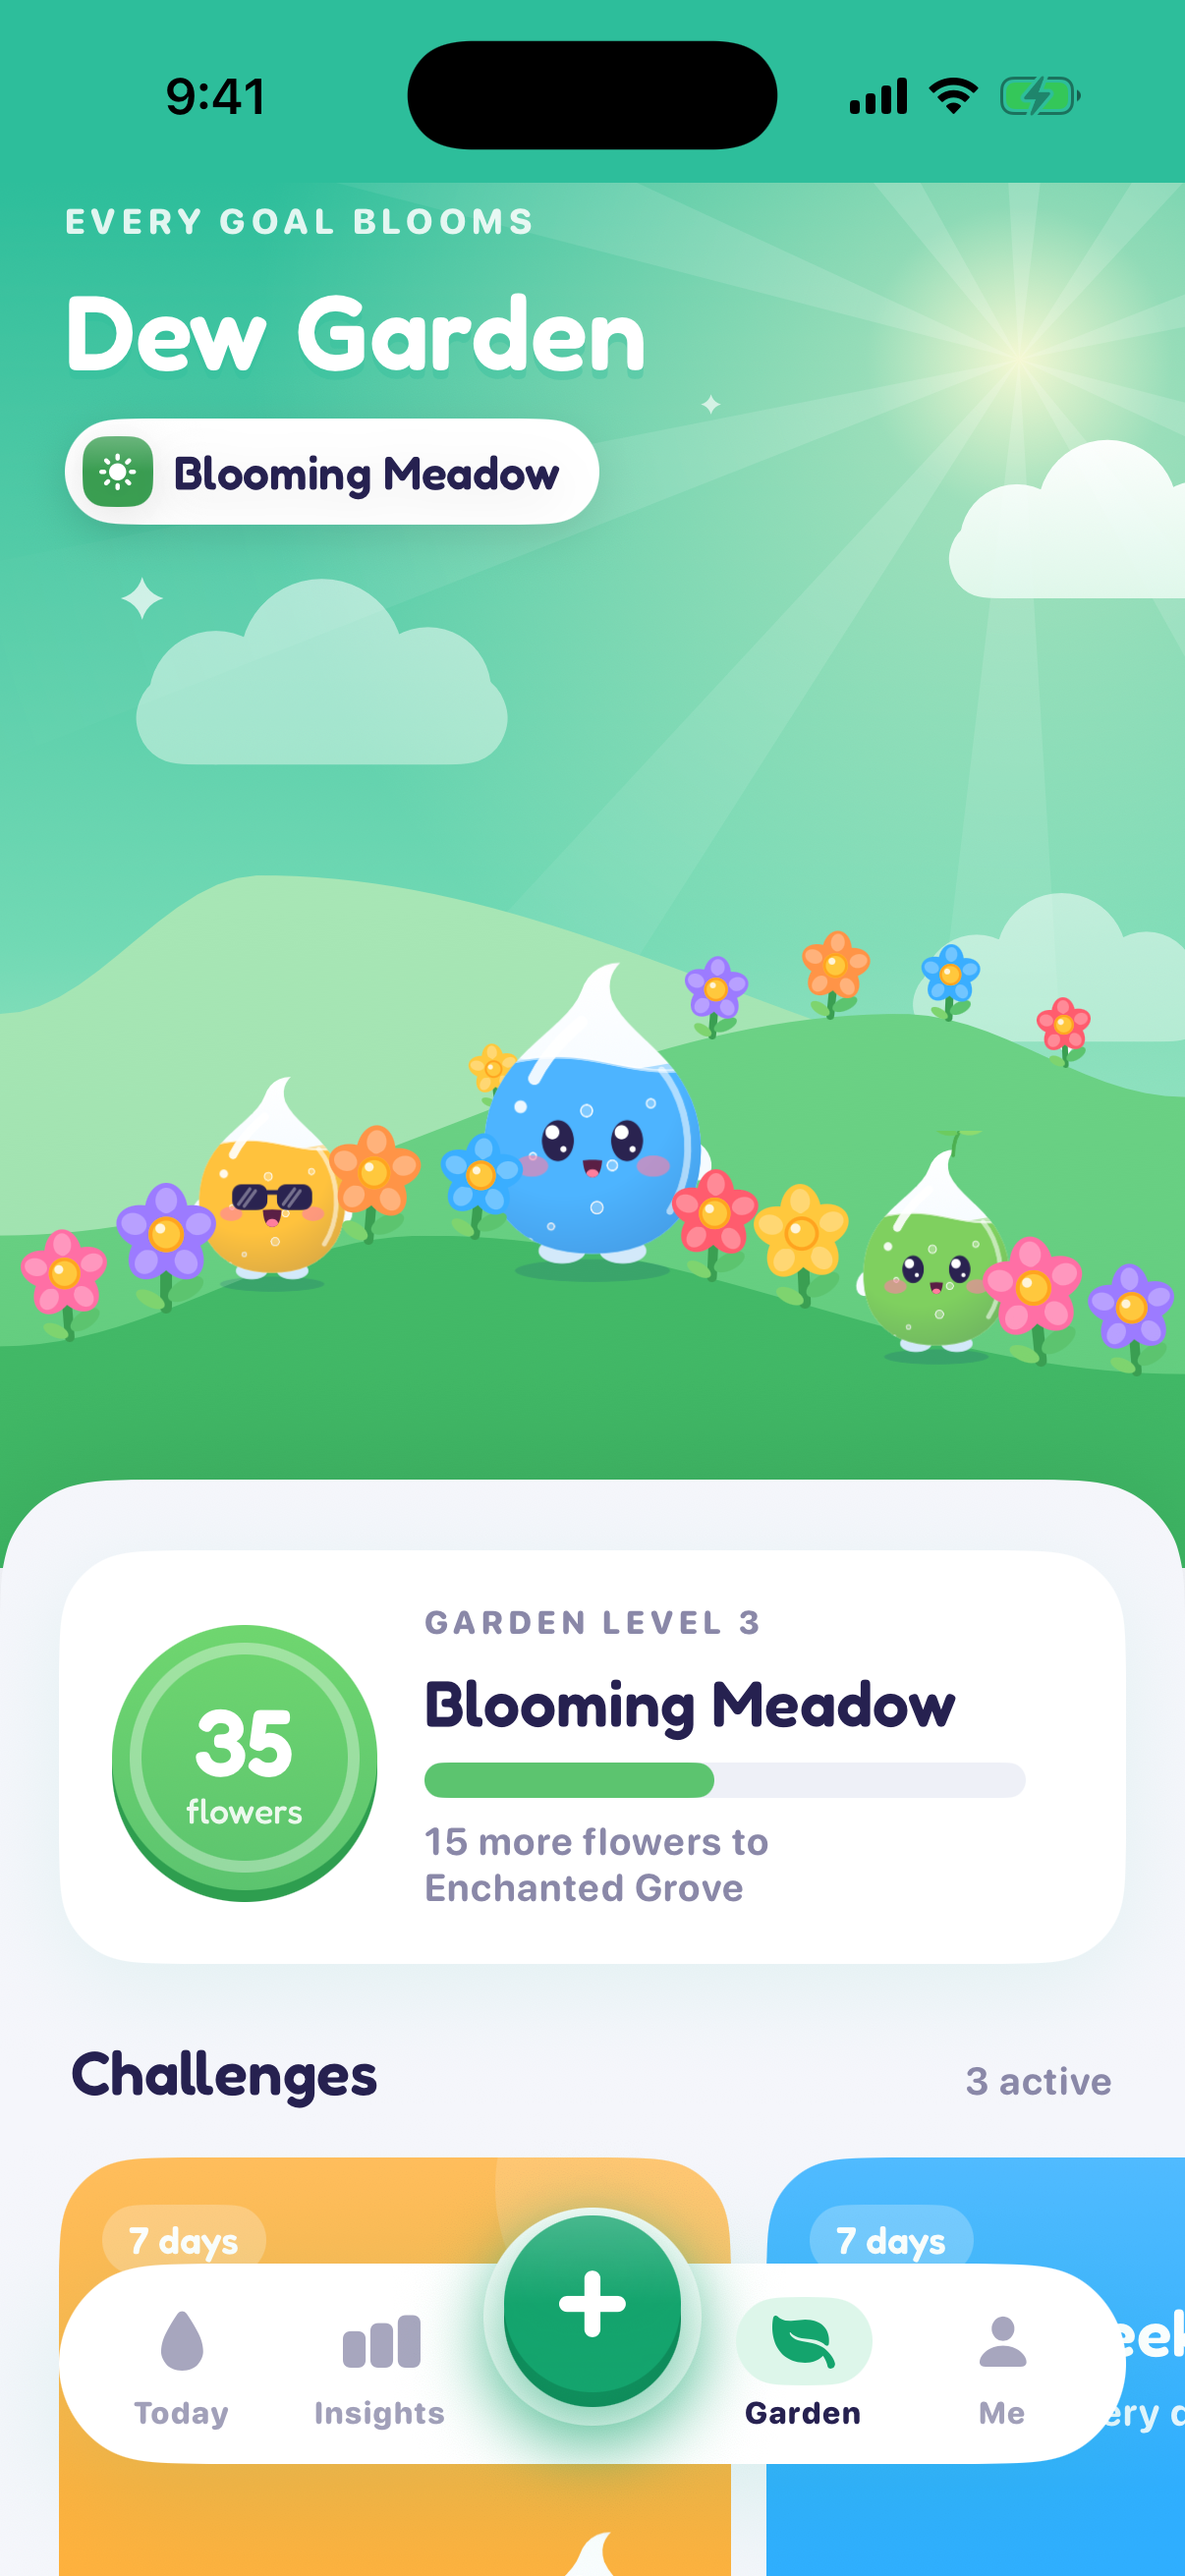 9:41
EVERY GOAL BLOOMS
Dew Garden
Blooming Meadow
35
flowers
GARDEN LEVEL 3
Blooming Meadow
15 more flowers to
Enchanted Grove
Challenges
3 active
7 days
7 days
Today
Insights
Garden
Me